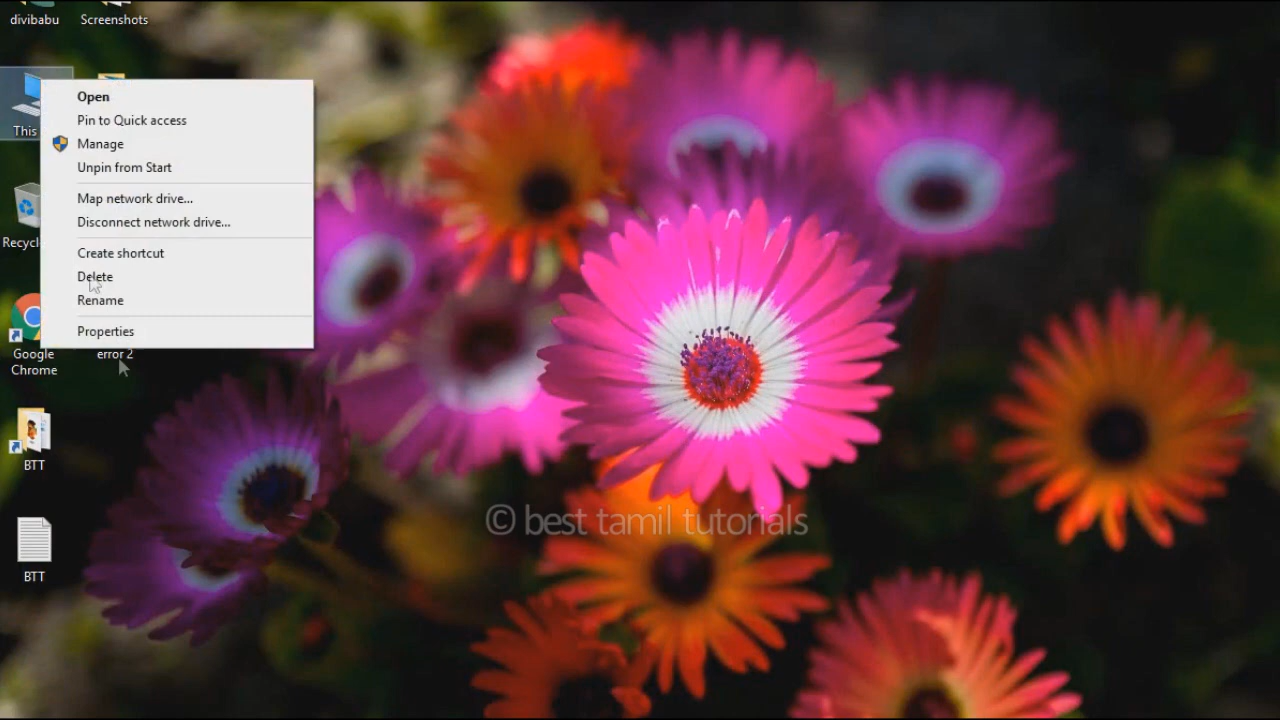 divibabu
Screenshots
This
Open
Pin to Quick access
Manage
Unpin from Start
Map network drive...
Disconnect network drive...
Create shortcut
Delete
Rename
Properties
Google
Chrome
error 2
BTT
BTT
© best tamil tutorials